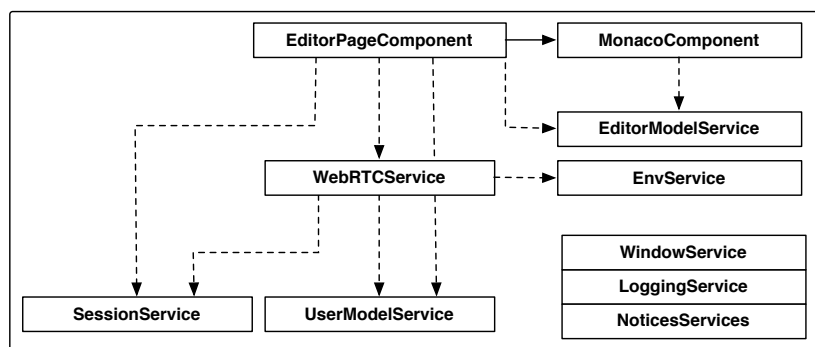 EditorPageComponent
MonacoComponent
EditorModelService
WebRTCService
EnvService
WindowService
LoggingService
NoticesServices
SessionService
UserModelService